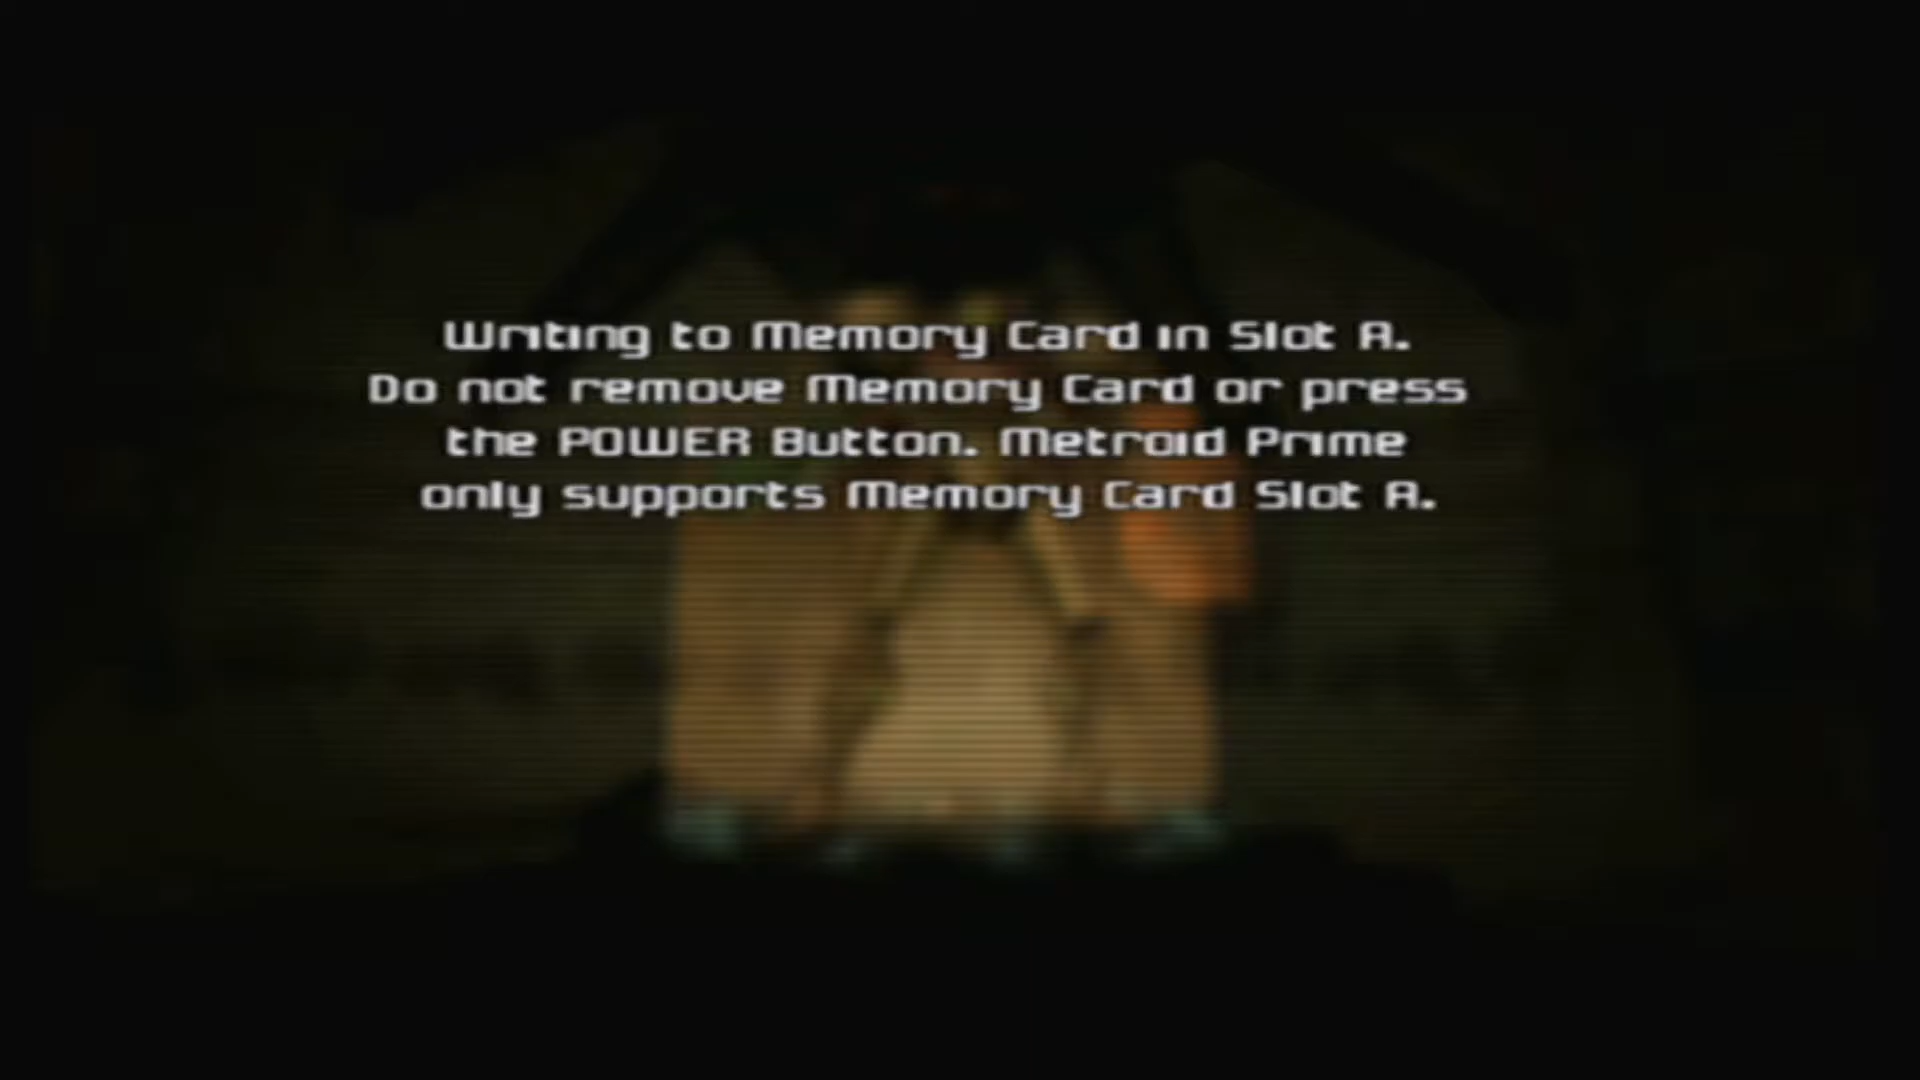 Writing to Memory Card in Slot A.
Do not remove Memory Card or press
the POWER Button. Metroid Prime
only supports Memory Card Slot A.